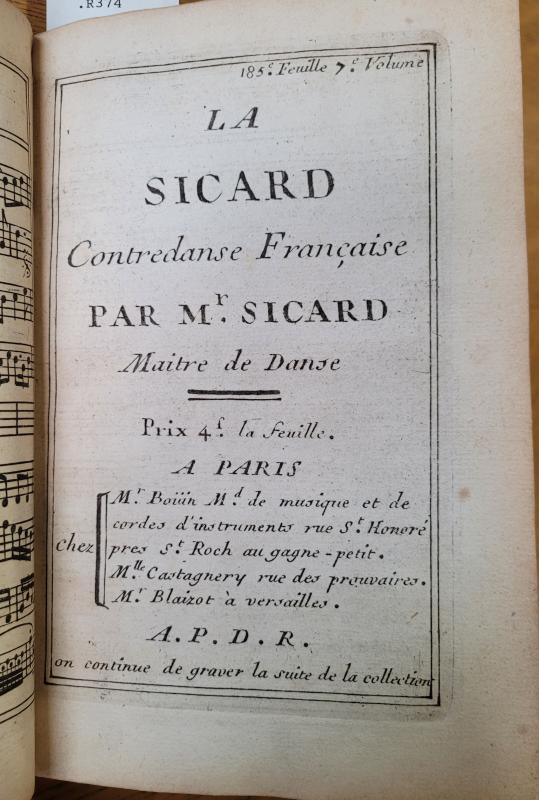 .R374
185e. Feuille 7e. Volume
LA
SICARD
Contredanse Française
PAR Mr. SICARD
Maitre de Danse
Prix 4s. la feuille.
A PARIS
chez
Mr. Boüin Md. de musique et de
cordes d'instruments rue St. Honoré
pres St. Roch au gagne-petit.
Mlle. Castagnery rue des prouvaires.
Mr. Blaizot à versailles.
A. P. D. R.
on continue de graver la suite de la collection